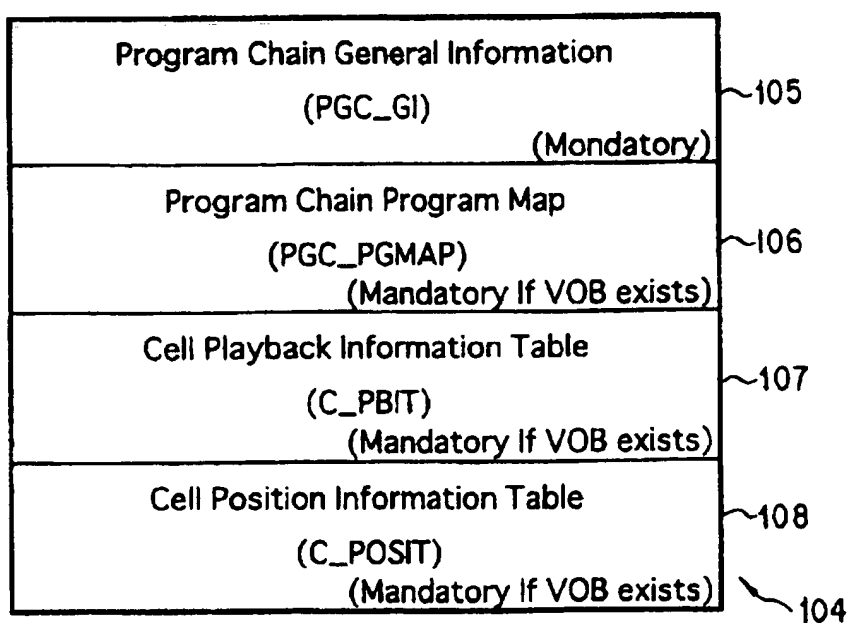 Program Chain General Information
(PGC_GI)
(Mondatory)
105
Program Chain Program Map
(PGC_PGMAP)
(Mandatory If VOB exists)
106
Cell Playback Information Table
(C_PBIT)
(Mandatory If VOB exists)
107
Cell Position Information Table
(C_POSIT)
(Mandatory If VOB exists)
108
104